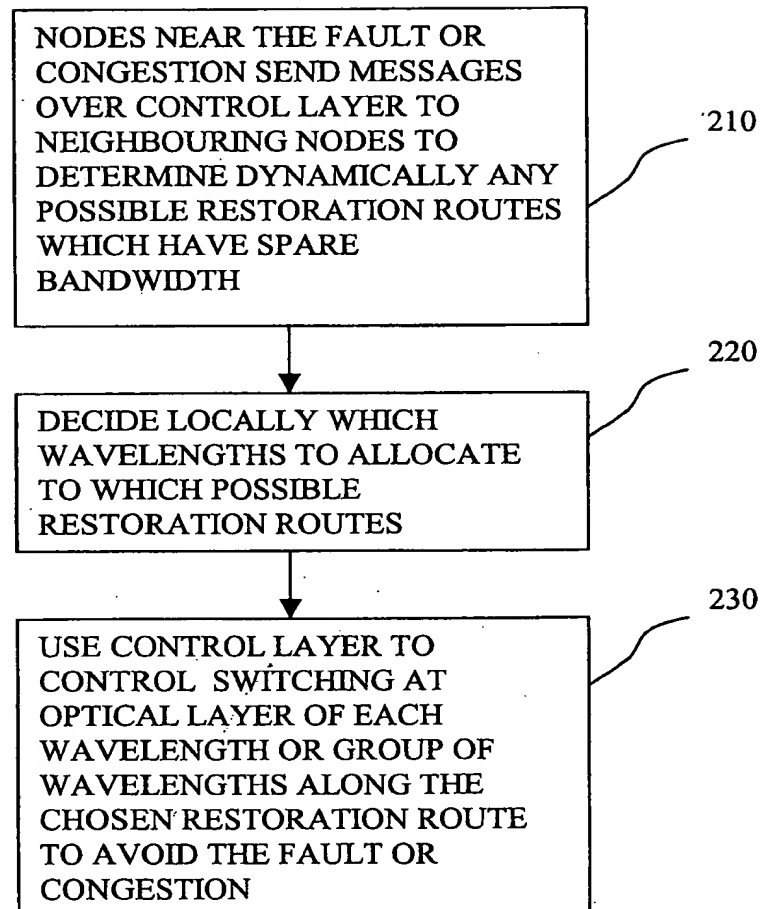 NODES NEAR THE FAULT OR
CONGESTION SEND MESSAGES
OVER CONTROL LAYER TO
NEIGHBOURING NODES TO
DETERMINE DYNAMICALLY ANY
POSSIBLE RESTORATION ROUTES
WHICH HAVE SPARE
BANDWIDTH
210
220
DECIDE LOCALLY WHICH
WAVELENGTHS TO ALLOCATE
TO WHICH POSSIBLE
RESTORATION ROUTES
230
USE CONTROL LAYER TO
CONTROL SWITCHING AT
OPTICAL LAYER OF EACH
WAVELENGTH OR GROUP OF
WAVELENGTHS ALONG THE
CHOSEN RESTORATION ROUTE
TO AVOID THE FAULT OR
CONGESTION